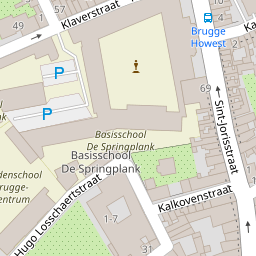 Klaverstraat
49
Brugge
Howest
57
P
P
69
Sint-Jorisstraat
Basisschool
De Springplank
Basisschool
De Springplank
denschool
rugge-
entrum
Hugo Losschaertstraat
Kalkovenstraat
1-7
31